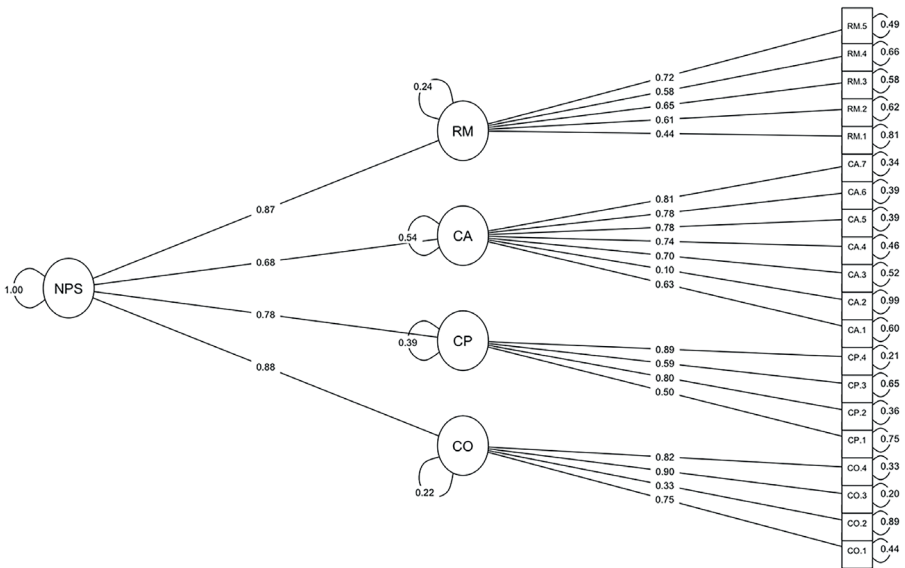 RM.5
0.49
RM.4
0.66
0.72
RM.3
0.58
0.24
0.58
0.65
RM.2
0.62
0.61
RM
0.44
RM.1
0.81
CA.7
0.34
0.81
CA.6
0.39
0.87
0.78
0.78
CA.5
0.39
0.54
CA
0.74
CA.4
0.46
0.68
0.70
0.10
CA.3
0.52
0.63
1.00
NPS
CA.2
0.99
0.78
CA.1
0.60
0.39
CP
0.89
CP.4
0.21
0.59
0.88
0.80
CP.3
0.65
0.50
CP.2
0.36
CP.1
0.75
CO
0.82
CO.4
0.33
0.90
0.33
0.22
0.75
CO.3
0.20
CO.2
0.89
CO.1
0.44